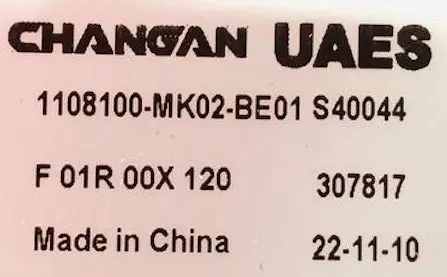 CHANGAN UAES
1108100-MK02-BE01 S40044
F 01R 00X 120 307817
Made in China 22-11-10